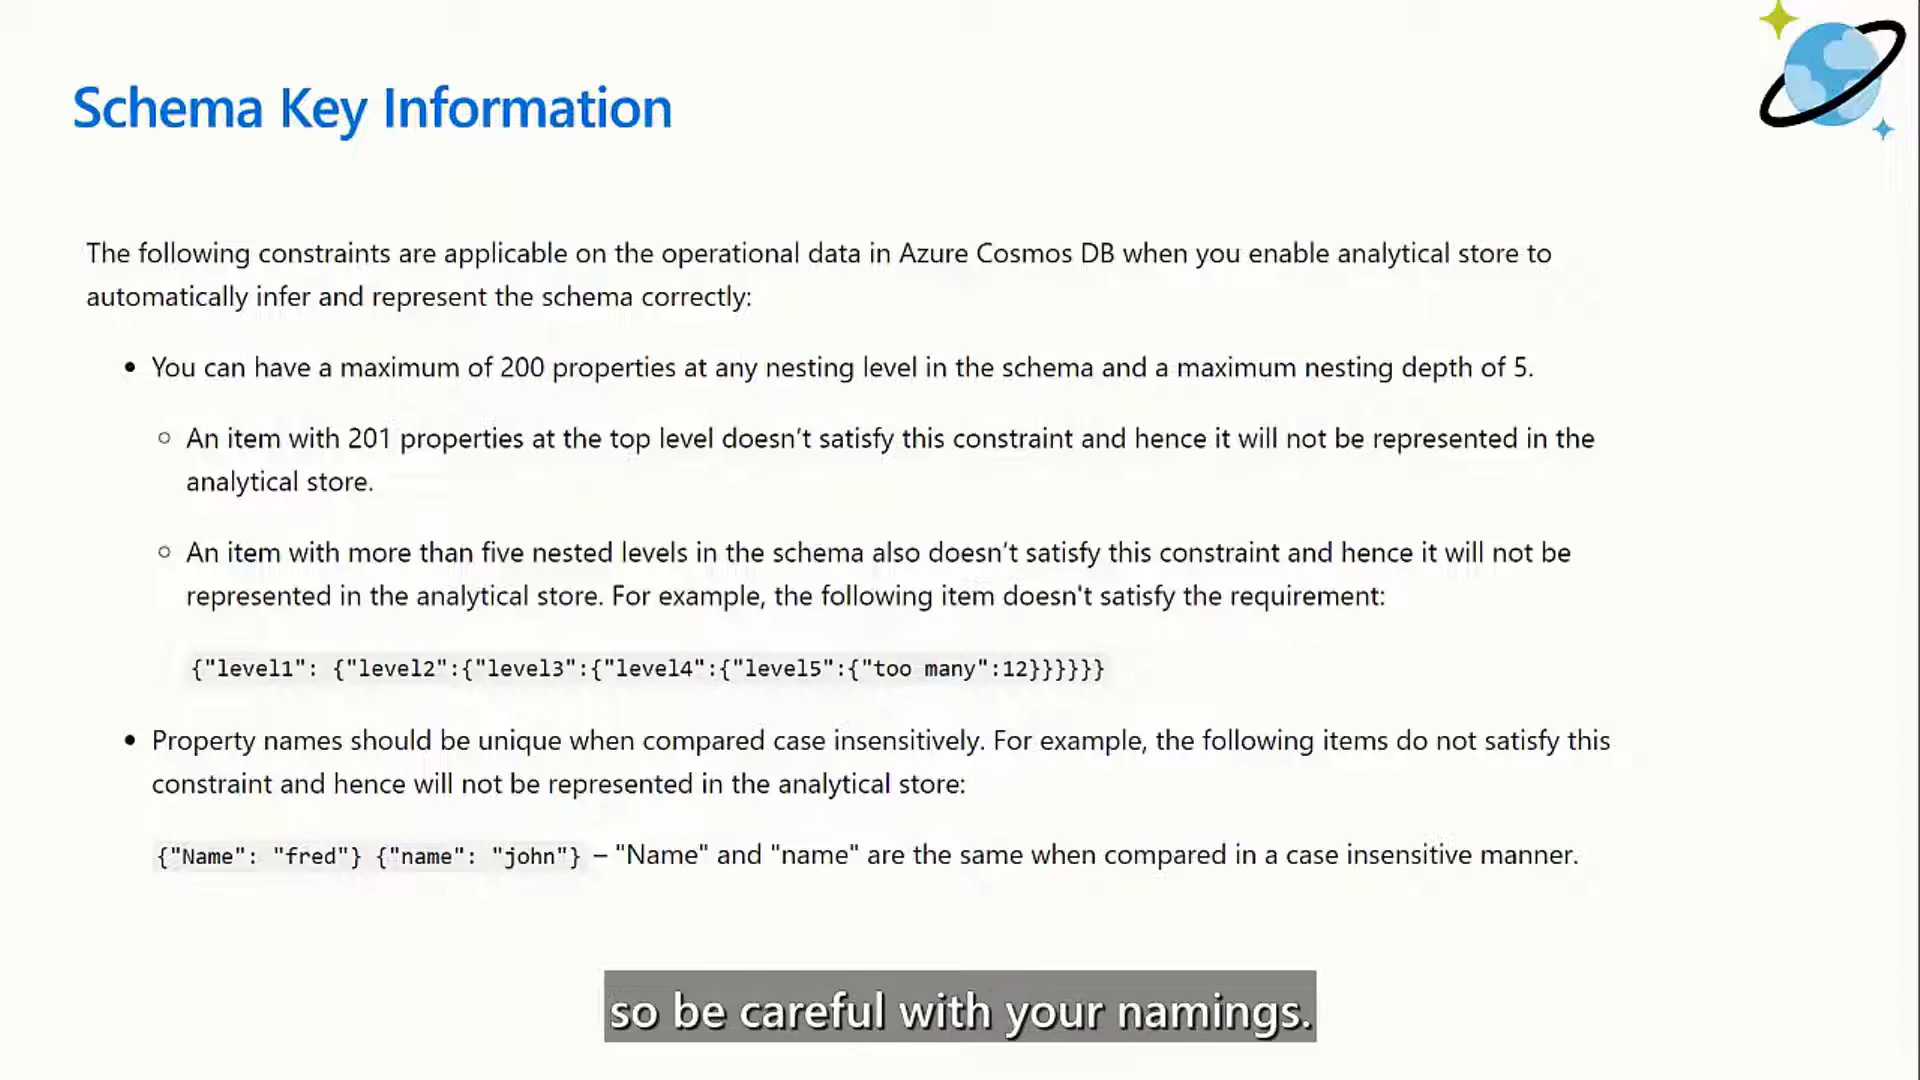 Schema Key Information
The following constraints are applicable on the operational data in Azure Cosmos DB when you enable analytical store to
automatically infer and represent the schema correctly:
• You can have a maximum of 200 properties at any nesting level in the schema and a maximum nesting depth of 5.
○ An item with 201 properties at the top level doesn’t satisfy this constraint and hence it will not be represented in the
analytical store.
○ An item with more than five nested levels in the schema also doesn’t satisfy this constraint and hence it will not be
represented in the analytical store. For example, the following item doesn't satisfy the requirement:
{"level1": {"level2":{"level3":{"level4":{"level5":{"too many":12}}}}}}
• Property names should be unique when compared case insensitively. For example, the following items do not satisfy this
constraint and hence will not be represented in the analytical store:
{"Name": "fred"} {"name": "john"} – "Name" and "name" are the same when compared in a case insensitive manner.
so be careful with your namings.